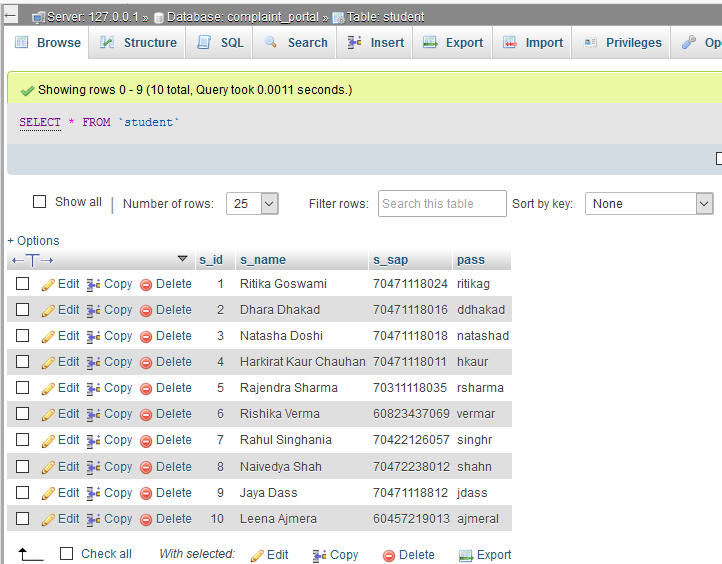 Server: 127.0.0.1 » Database: complaint_portal » Table: student
Browse Structure SQL Search Insert Export Import Privileges Op
Showing rows 0 - 9 (10 total, Query took 0.0011 seconds.)
SELECT * FROM `student`
Show all | Number of rows: 25 Filter rows: Search this table Sort by key: None
+ Options
←T→ s_id s_name s_sap pass
Edit Copy Delete 1 Ritika Goswami 70471118024 ritikag
Edit Copy Delete 2 Dhara Dhakad 70471118016 ddhakad
Edit Copy Delete 3 Natasha Doshi 70471118018 natashad
Edit Copy Delete 4 Harkirat Kaur Chauhan 70471118011 hkaur
Edit Copy Delete 5 Rajendra Sharma 70311118035 rsharma
Edit Copy Delete 6 Rishika Verma 60823437069 vermar
Edit Copy Delete 7 Rahul Singhania 70422126057 singhr
Edit Copy Delete 8 Naivedya Shah 70472238012 shahn
Edit Copy Delete 9 Jaya Dass 70471118812 jdass
Edit Copy Delete 10 Leena Ajmera 60457219013 ajmeral
Check all With selected: Edit Copy Delete Export